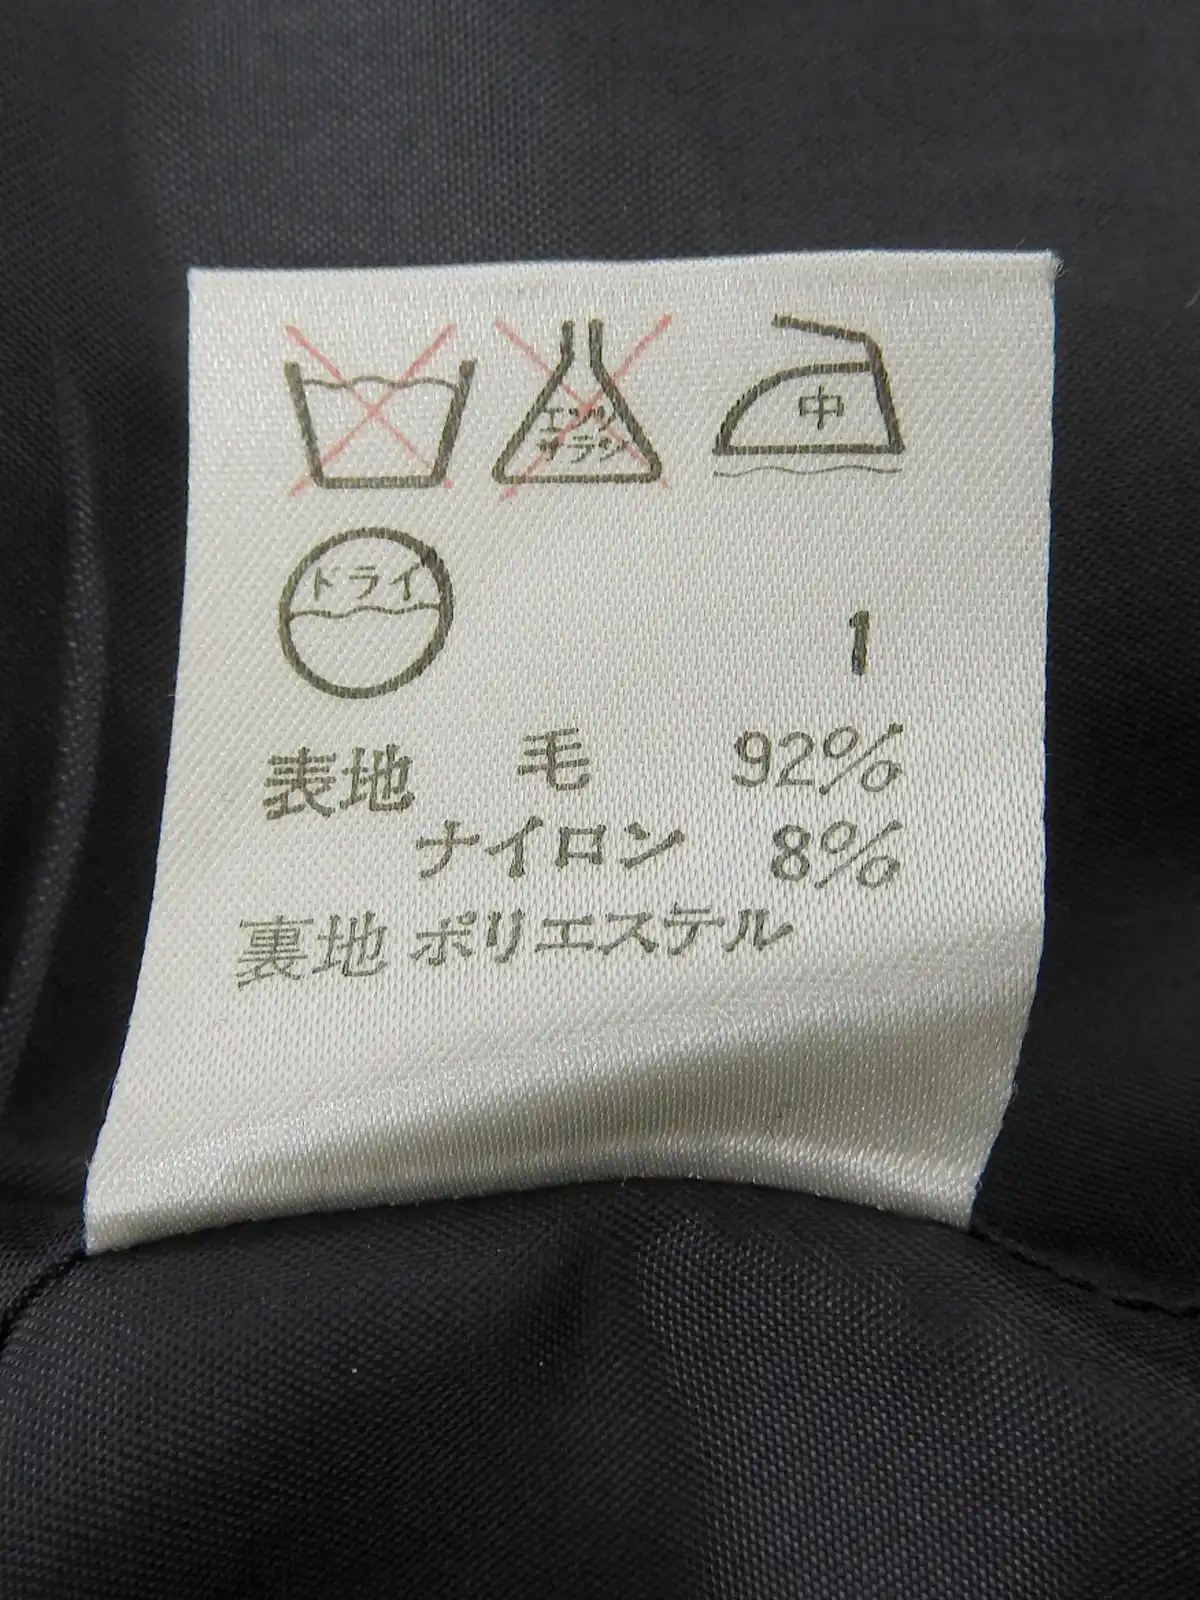 エンソ
サラシ
中
ドライ
1
表地 毛 92%
ナイロン 8%
裏地 ポリエステル